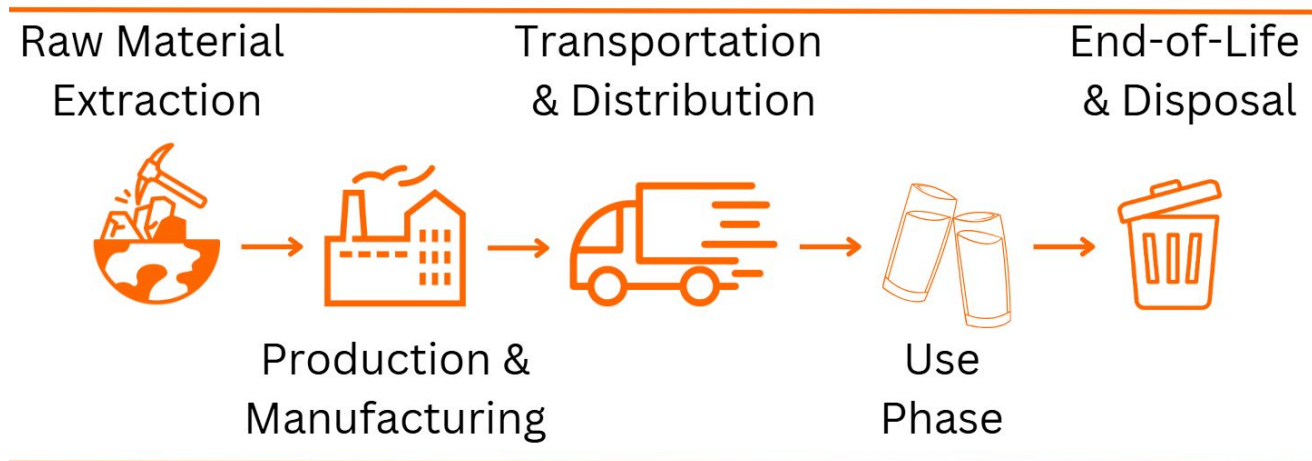 Raw Material
Extraction
Transportation
& Distribution
End-of-Life
& Disposal
Production &
Manufacturing
Use
Phase